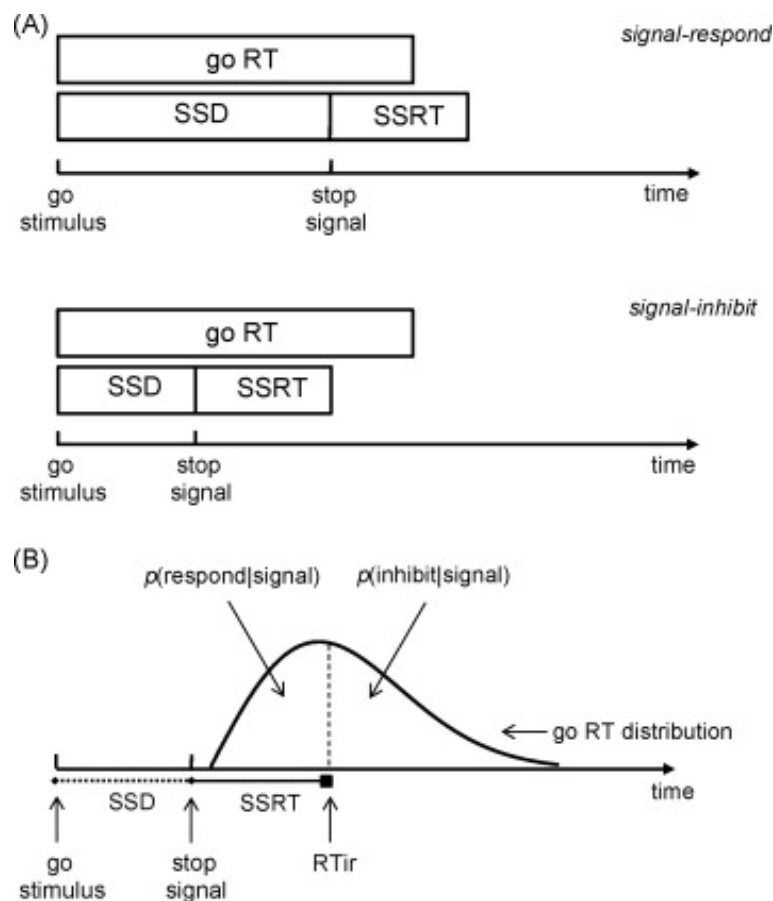 (A)
signal-respond
go RT
SSD SSRT
go stimulus
stop signal
time
signal-inhibit
go RT
SSD SSRT
go stimulus
stop signal
time
(B)
p(respond|signal) p(inhibit|signal)
go RT distribution
time
SSD SSRT
go stimulus
stop signal
RTir